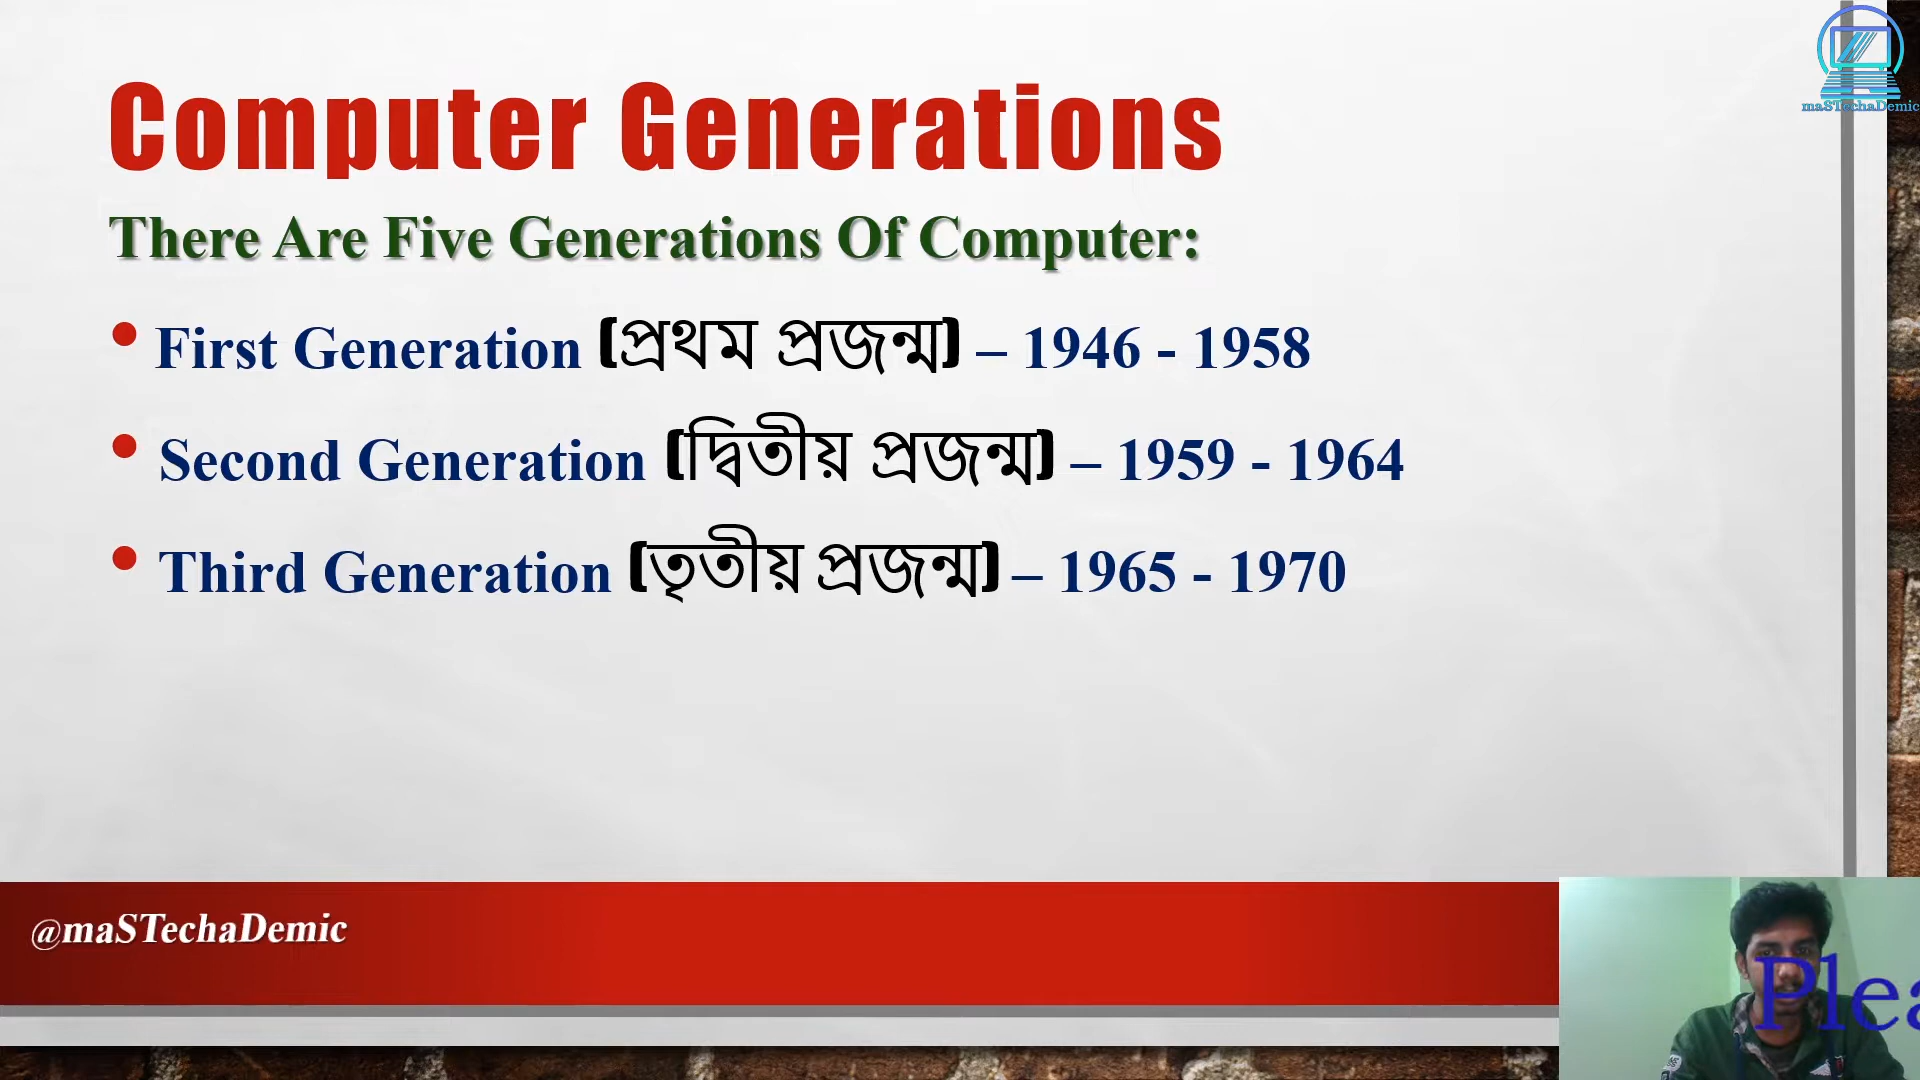 maSTechaDemic
Computer Generations
There Are Five Generations Of Computer:
• First Generation (প্রথম প্রজন্ম) – 1946 - 1958
• Second Generation (দ্বিতীয় প্রজন্ম) – 1959 - 1964
• Third Generation (তৃতীয় প্রজন্ম) – 1965 - 1970
@maSTechaDemic